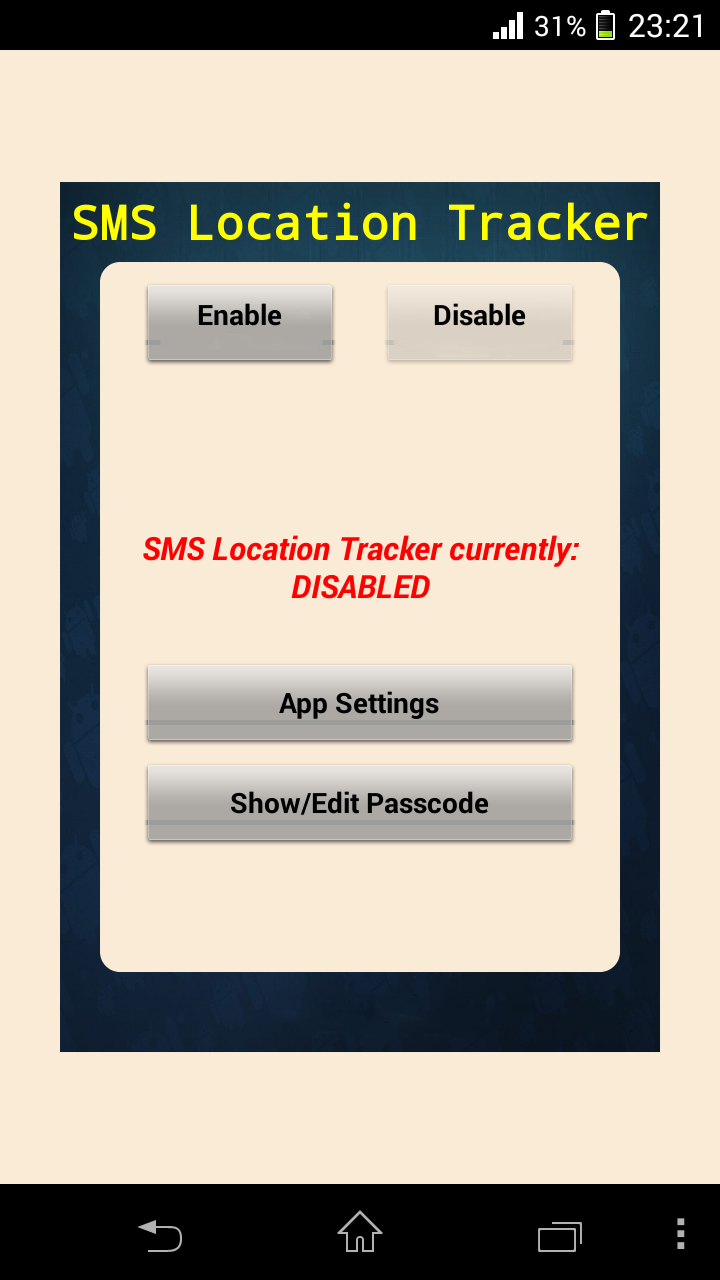 31% 23:21
SMS Location Tracker
Enable Disable
SMS Location Tracker currently:
DISABLED
App Settings
Show/Edit Passcode